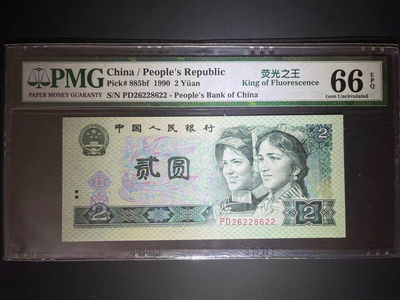 PMG
PAPER MONEY GUARANTY
China / People's Republic
Pick# 885bf 1990 2 Yüan
S/N PD26228622 - People's Bank of China
荧光之王
King of Fluorescence
66 EPQ
Gem Uncirculated
中国人民银行
2
贰圆
PD26228622
2
2